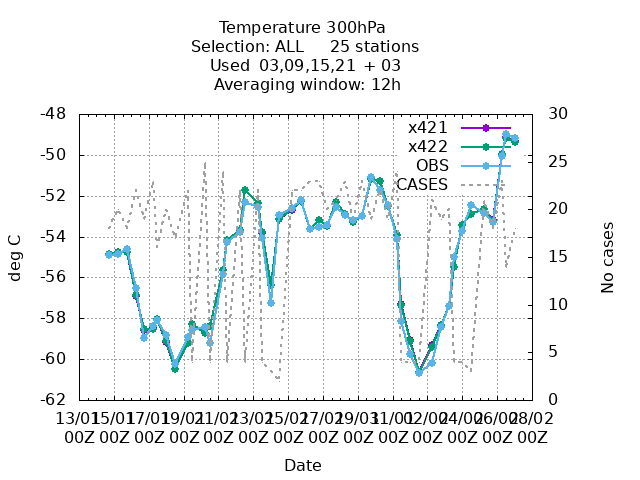 Temperature 300hPa
Selection: ALL 25 stations
Used 03,09,15,21 + 03
Averaging window: 12h
-48
-50
-52
-54
-56
-58
-60
-62
30
25
20
15
10
5
0
x421
x422
OBS
CASES
deg C
No cases
13/01 15/01 17/01 19/01 21/01 23/01 25/01 27/01 29/01 31/01 02/02 04/02 26/02 28/02
00Z 00Z 00Z 00Z 00Z 00Z 00Z 00Z 00Z 00Z 00Z 00Z 00Z 00Z
Date